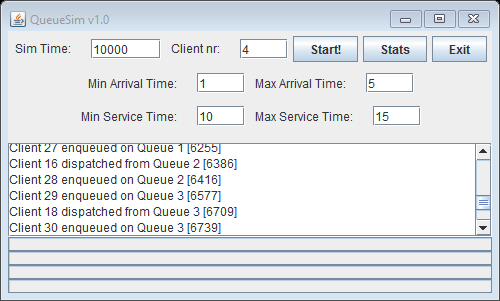 QueueSim v1.0
Sim Time: 10000 Client nr: 4 Start! Stats Exit
Min Arrival Time: 1 Max Arrival Time: 5
Min Service Time: 10 Max Service Time: 15
Client 27 enqueued on Queue 1 [6255]
Client 16 dispatched from Queue 2 [6386]
Client 28 enqueued on Queue 2 [6416]
Client 29 enqueued on Queue 3 [6577]
Client 18 dispatched from Queue 3 [6709]
Client 30 enqueued on Queue 3 [6739]